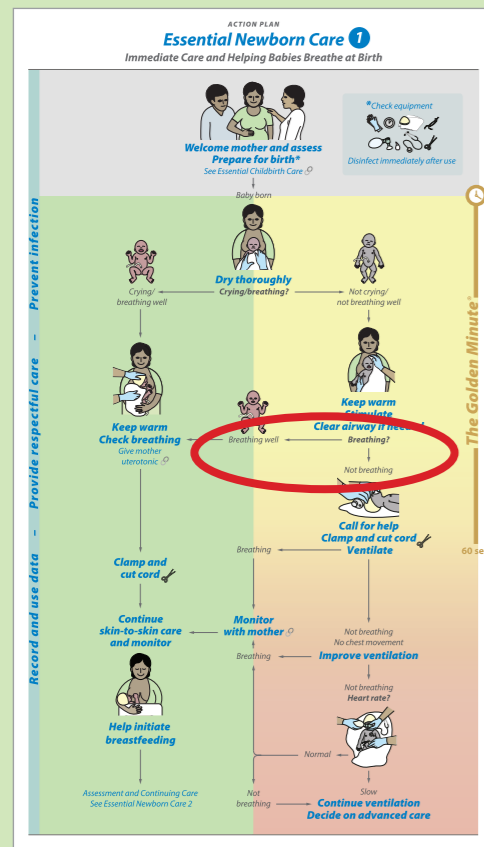 ACTION PLAN
Essential Newborn Care 1
Immediate Care and Helping Babies Breathe at Birth
*Check equipment
Disinfect immediately after use
Welcome mother and assess
Prepare for birth*
See Essential Childbirth Care
Baby born
Prevent infection – Provide respectful care – Record and use data
The Golden Minute®
60 se
Dry thoroughly
Crying/breathing?
Crying/
breathing well
Not crying/
not breathing well
Keep warm
Stimulate
Clear airway if needed
Keep warm
Check breathing
Give mother
uterotonic
Breathing well
Breathing?
Not breathing
Call for help
Clamp and cut cord
Ventilate
Breathing
Clamp and
cut cord
Continue
skin-to-skin care
and monitor
Monitor
with mother
Not breathing
No chest movement
Breathing
Improve ventilation
Not breathing
Heart rate?
Help initiate
breastfeeding
Normal
Slow
Assessment and Continuing Care
See Essential Newborn Care 2
Not
breathing
Continue ventilation
Decide on advanced care